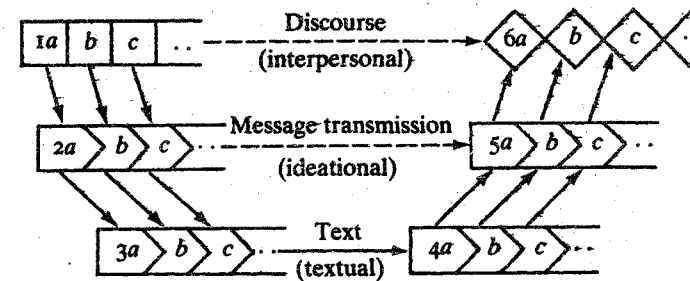 Discourse
1a b c .. (interpersonal) 6a b c .
Message transmission
2a b c .. (ideational) 5a b c ..
Text
3a b c .. (textual) 4a b c ..